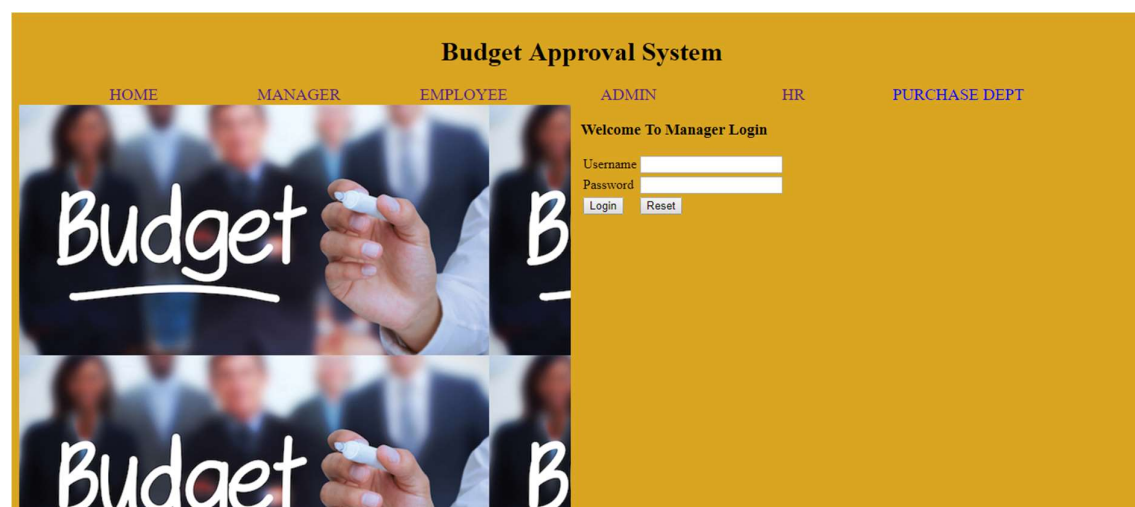 Budget Approval System
HOME MANAGER EMPLOYEE ADMIN HR PURCHASE DEPT
Welcome To Manager Login
Username
Password
Login Reset
Budget B
Budget B